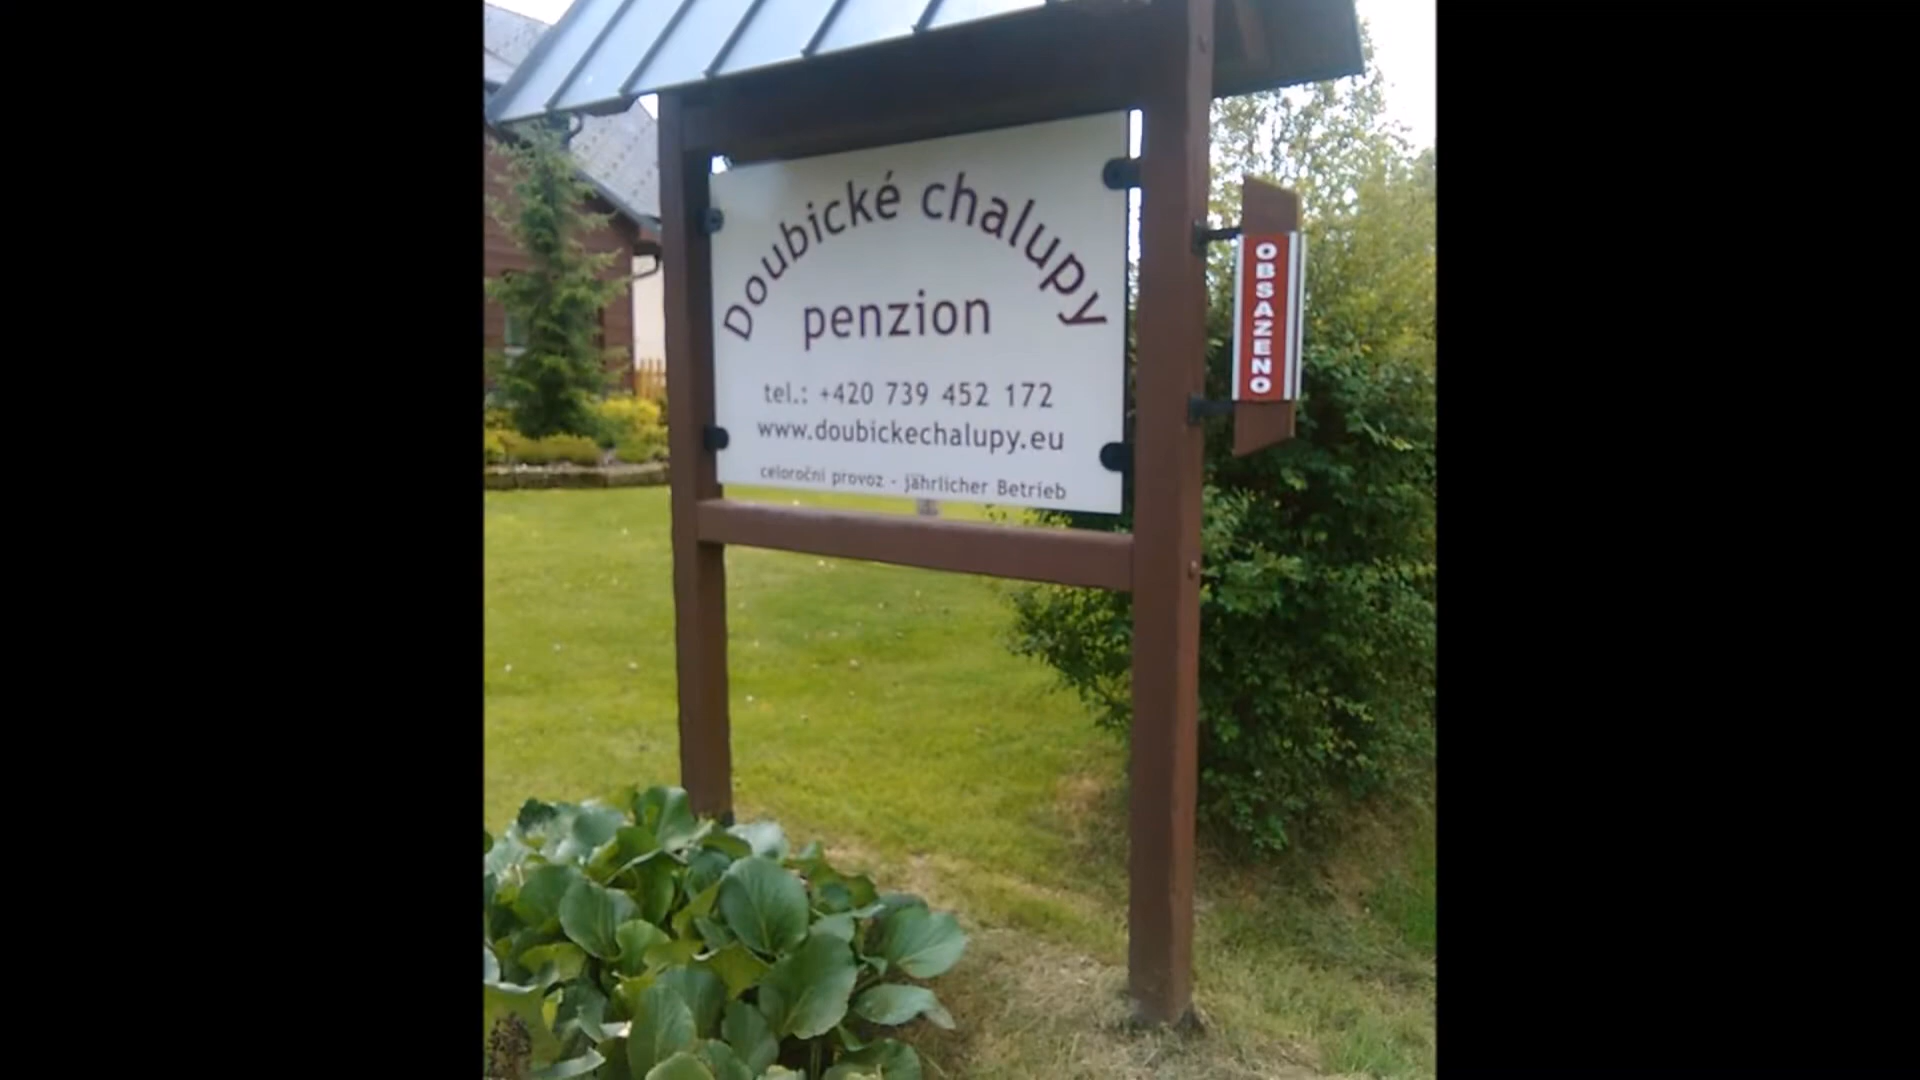 Doubické chalupy
penzion
tel.: +420 739 452 172
www.doubickechalupy.eu
celoroční provoz - jährlicher Betrieb
OBSAZENO